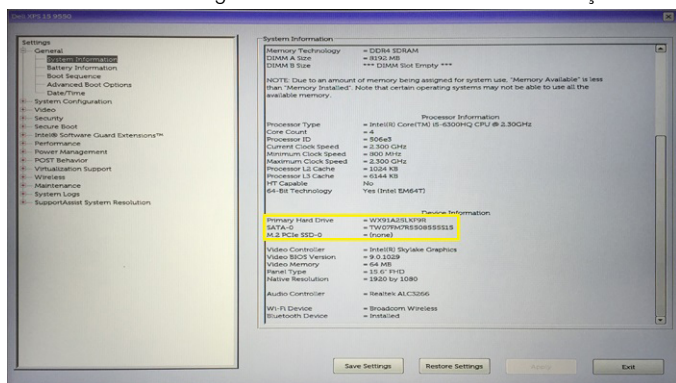 Dell XPS 15 9550
Settings
General
System Information
Battery Information
Boot Sequence
Advanced Boot Options
Date/Time
System Configuration
Video
Security
Secure Boot
Intel® Software Guard Extensions™
Performance
Power Management
POST Behavior
Virtualization Support
Wireless
Maintenance
System Logs
SupportAssist System Resolution
System Information
Memory Technology = DDR4 SDRAM
DIMM A Size = 8192 MB
DIMM B Size *** DIMM Slot Empty ***
NOTE: Due to an amount of memory being assigned for system use, "Memory Available" is less
than "Memory Installed". Note that certain operating systems may not be able to use all the
available memory.
Processor Information
Processor Type = Intel(R) Core(TM) i5-6300HQ CPU @ 2.30GHz
Core Count = 4
Processor ID = 506e3
Current Clock Speed = 2.300 GHz
Minimum Clock Speed = 800 MHz
Maximum Clock Speed = 2.300 GHz
Processor L2 Cache = 1024 KB
Processor L3 Cache = 6144 KB
HT Capable No
64-Bit Technology Yes (Intel EM64T)
Device Information
Primary Hard Drive =
SATA-0 =
M.2 PCIe SSD-0 = (none)
Video Controller = Intel(R) Skylake Graphics
Video BIOS Version = 9.0.1029
Video Memory = 64 MB
Panel Type = 15.6" FHD
Native Resolution = 1920 by 1080
Audio Controller = Realtek ALC3266
Wi-Fi Device = Broadcom Wireless
Bluetooth Device = Installed
Save Settings
Restore Settings
Apply
Exit